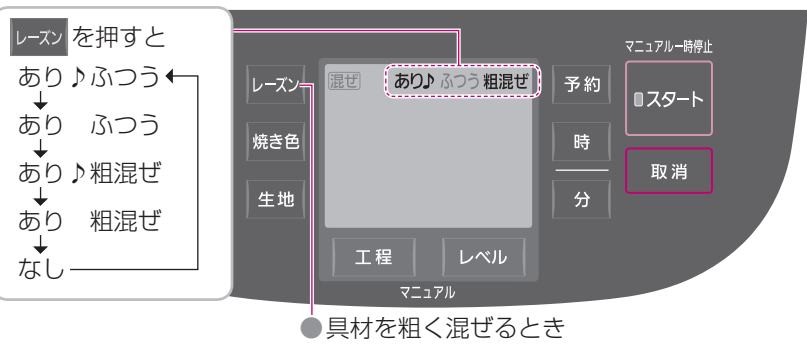 レーズン を押すと
あり♪ふつう
あり ふつう
あり♪粗混ぜ
あり 粗混ぜ
なし
レーズン
焼き色
生地
混ぜ あり♪ ふつう 粗混ぜ
工程
レベル
マニュアル
予約
時
分
マニュアル一時停止
スタート
取消
●具材を粗く混ぜるとき